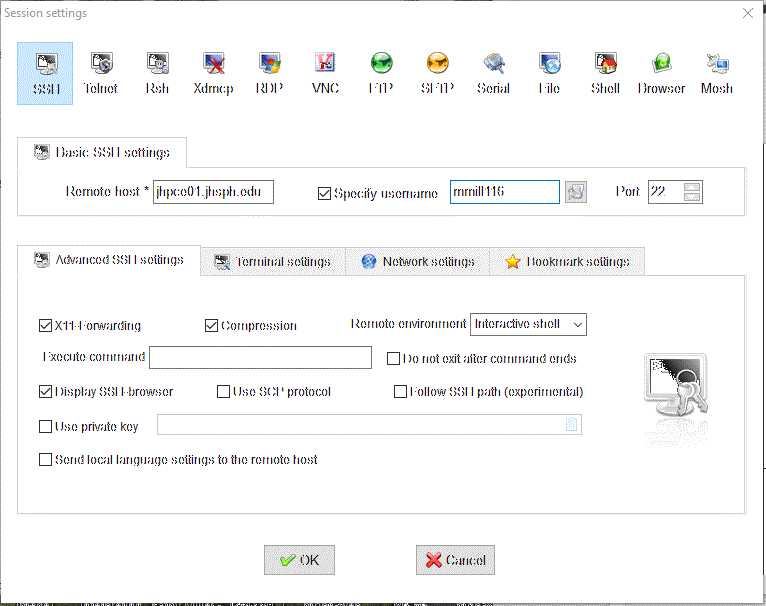 Session settings
SSH Telnet Rsh Xdmcp RDP VNC FTP SFTP Serial File Shell Browser Mosh
Basic SSH settings
Remote host * jhpce01.jhsph.edu Specify username mmill116 Port 22
Advanced SSH settings Terminal settings Network settings Bookmark settings
X11-Forwarding Compression Remote environment Interactive shell
Execute command Do not exit after command ends
Display SSH-browser Use SCP protocol Follow SSH path (experimental)
Use private key
Send local language settings to the remote host
OK Cancel